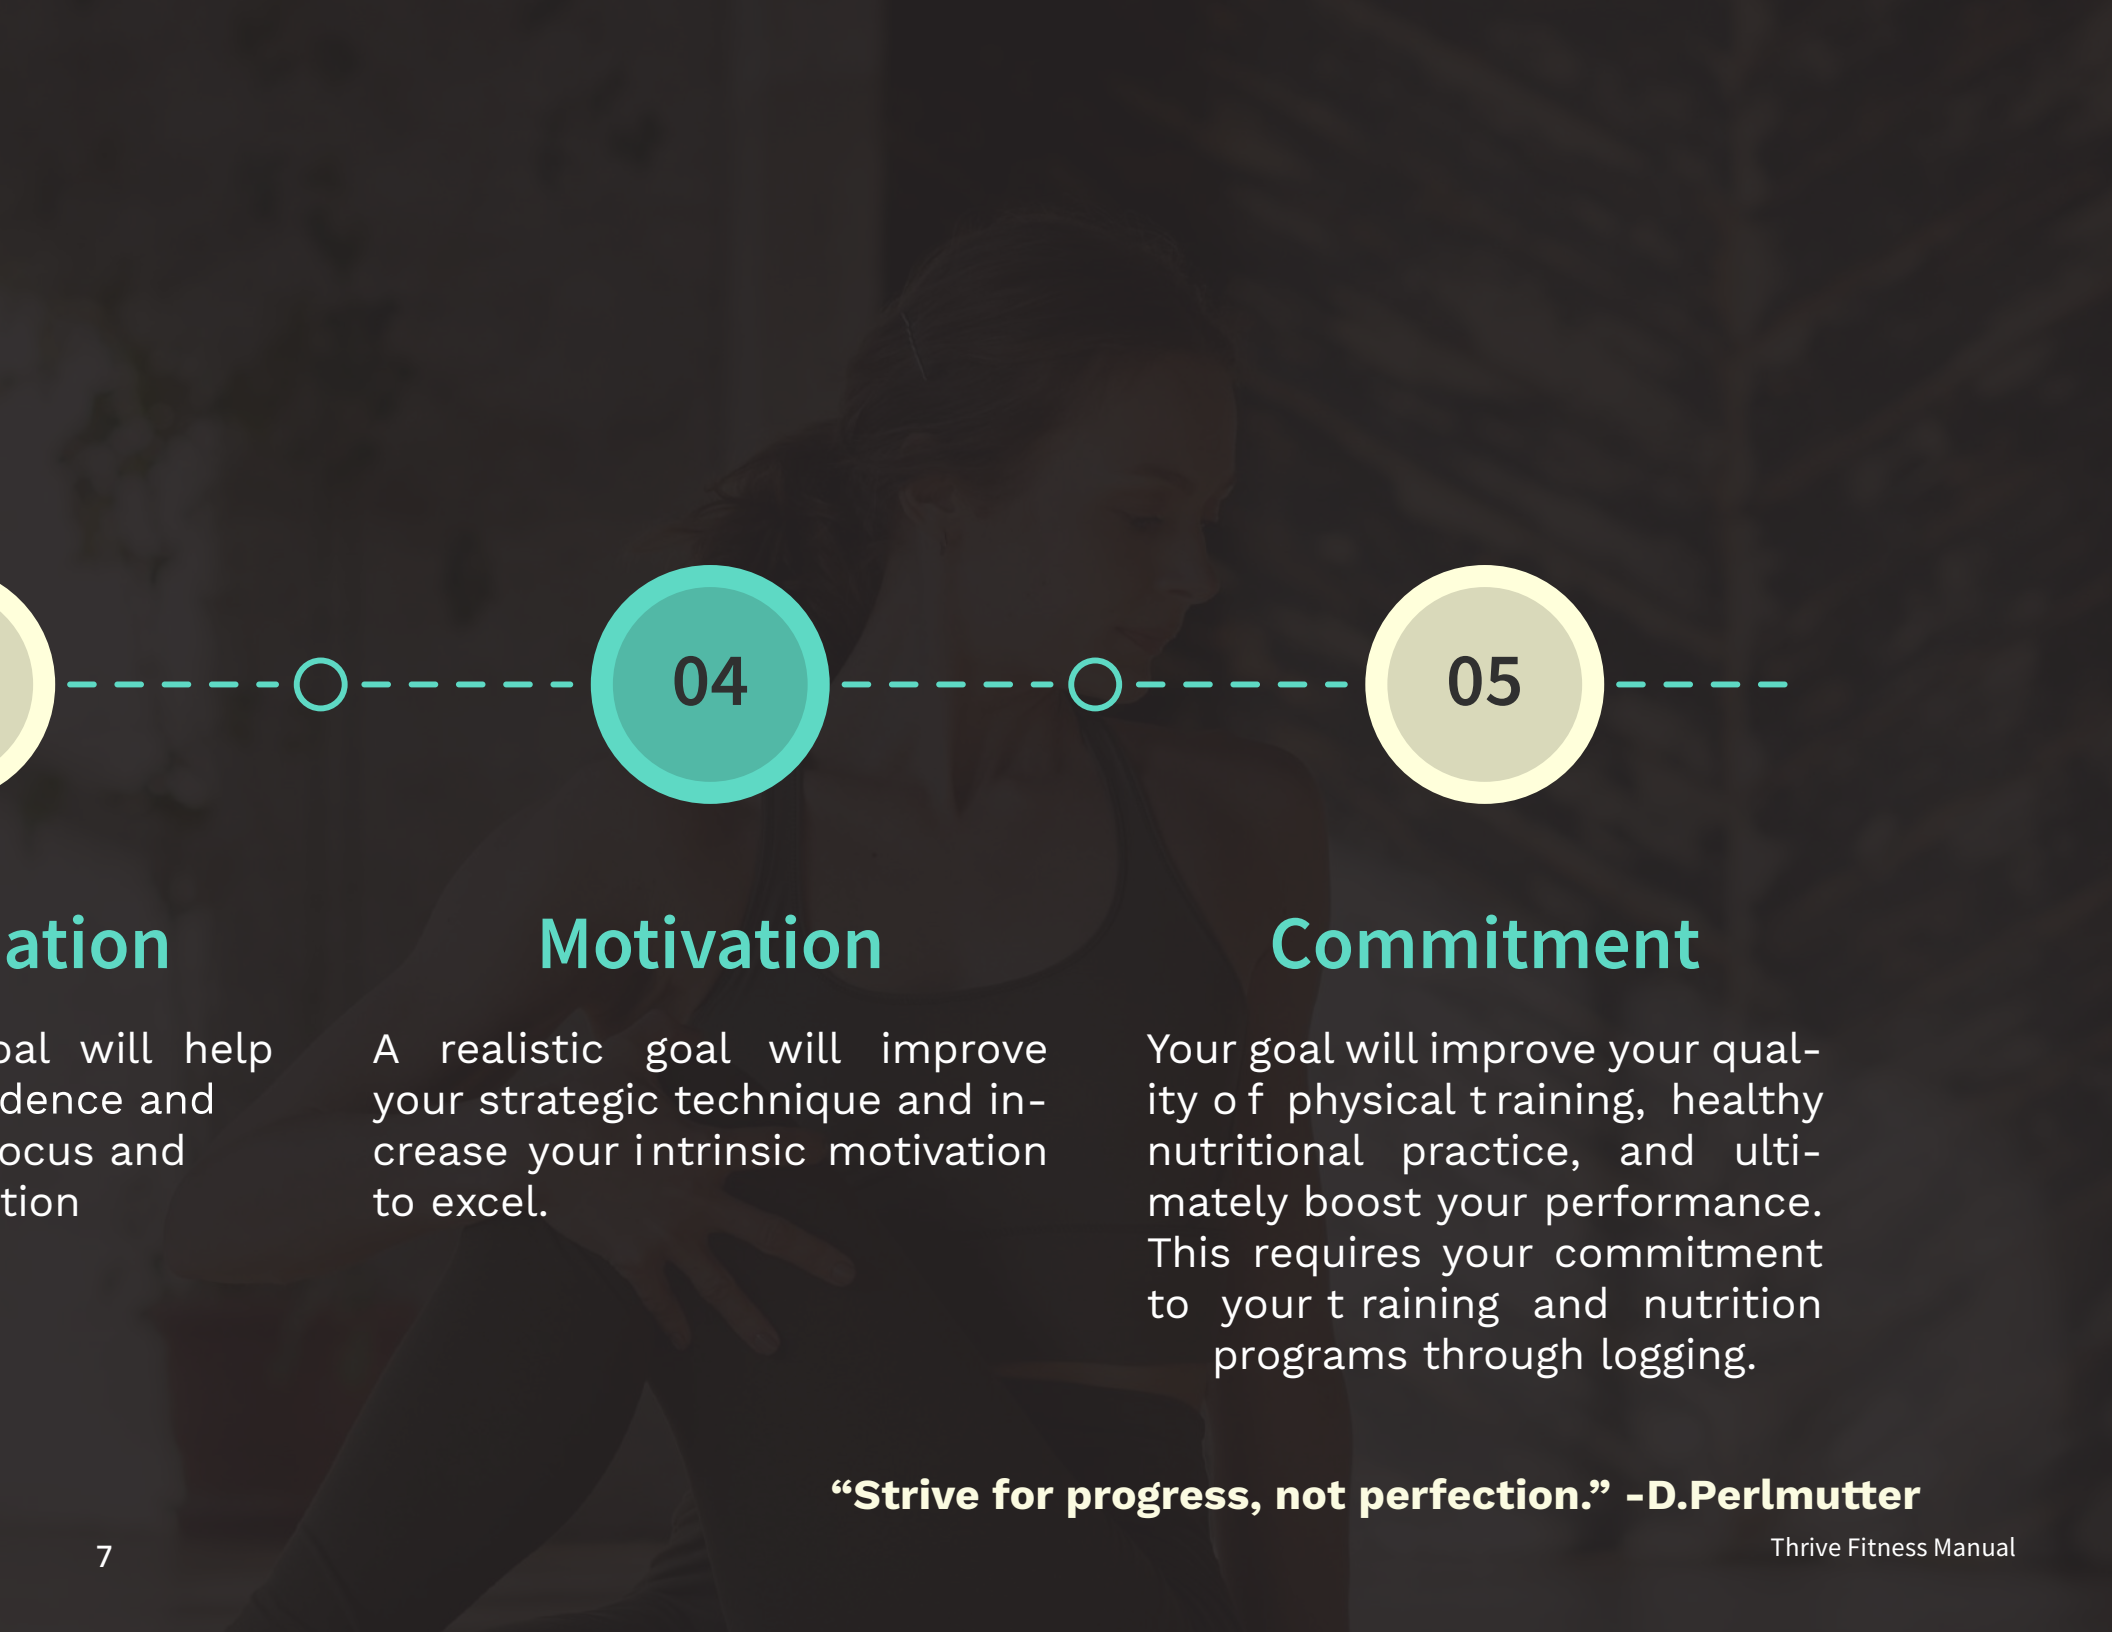 04
05
ation
Motivation
Commitment
oal will help
dence and
ocus and
tion
A realistic goal will improve
your strategic technique and in-
crease your intrinsic motivation
to excel.
Your goal will improve your qual-
ity of physical training, healthy
nutritional practice, and ulti-
mately boost your performance.
This requires your commitment
to your training and nutrition
programs through logging.
“Strive for progress, not perfection.” -D.Perlmutter
7
Thrive Fitness Manual